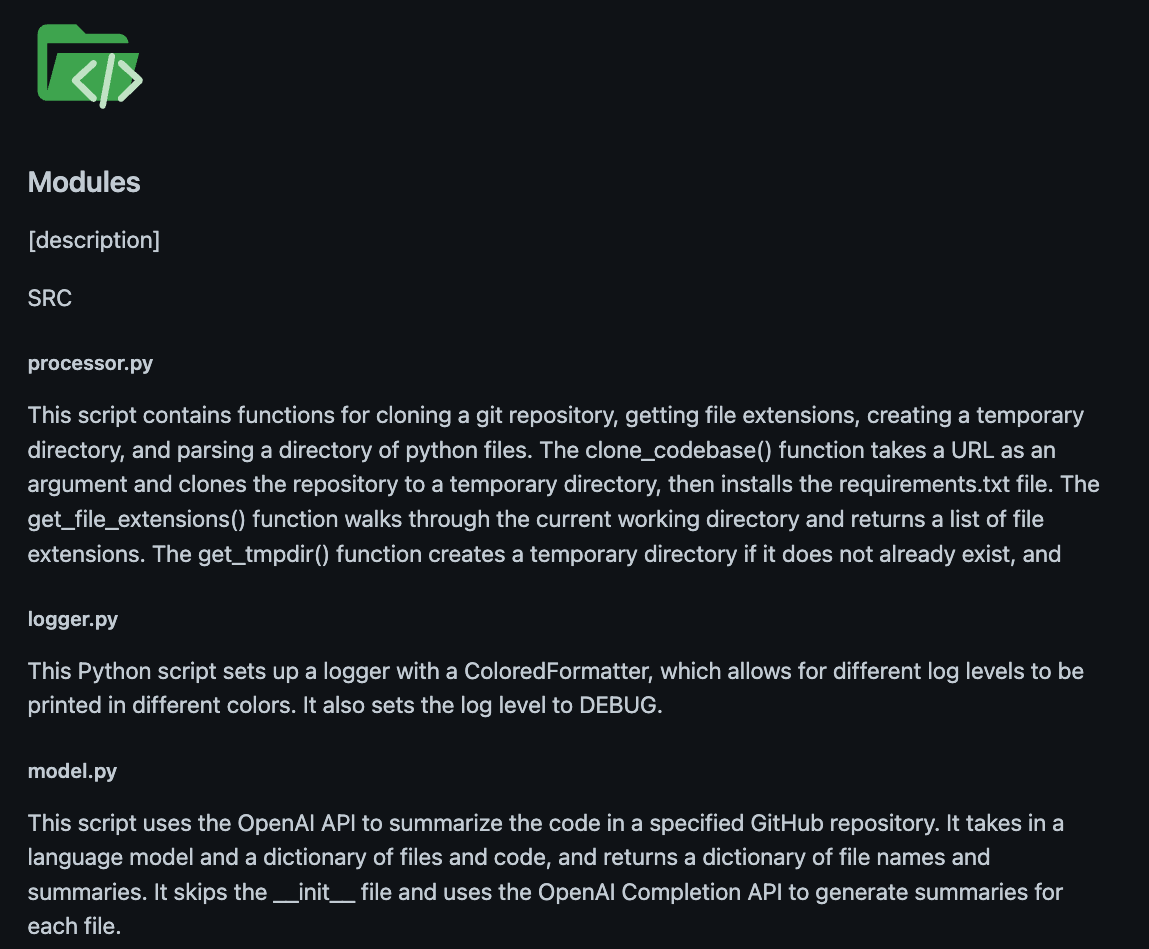 </>
Modules
[description]
SRC
processor.py
This script contains functions for cloning a git repository, getting file extensions, creating a temporary
directory, and parsing a directory of python files. The clone_codebase() function takes a URL as an
argument and clones the repository to a temporary directory, then installs the requirements.txt file. The
get_file_extensions() function walks through the current working directory and returns a list of file
extensions. The get_tmpdir() function creates a temporary directory if it does not already exist, and
logger.py
This Python script sets up a logger with a ColoredFormatter, which allows for different log levels to be
printed in different colors. It also sets the log level to DEBUG.
model.py
This script uses the OpenAI API to summarize the code in a specified GitHub repository. It takes in a
language model and a dictionary of files and code, and returns a dictionary of file names and
summaries. It skips the __init__ file and uses the OpenAI Completion API to generate summaries for
each file.